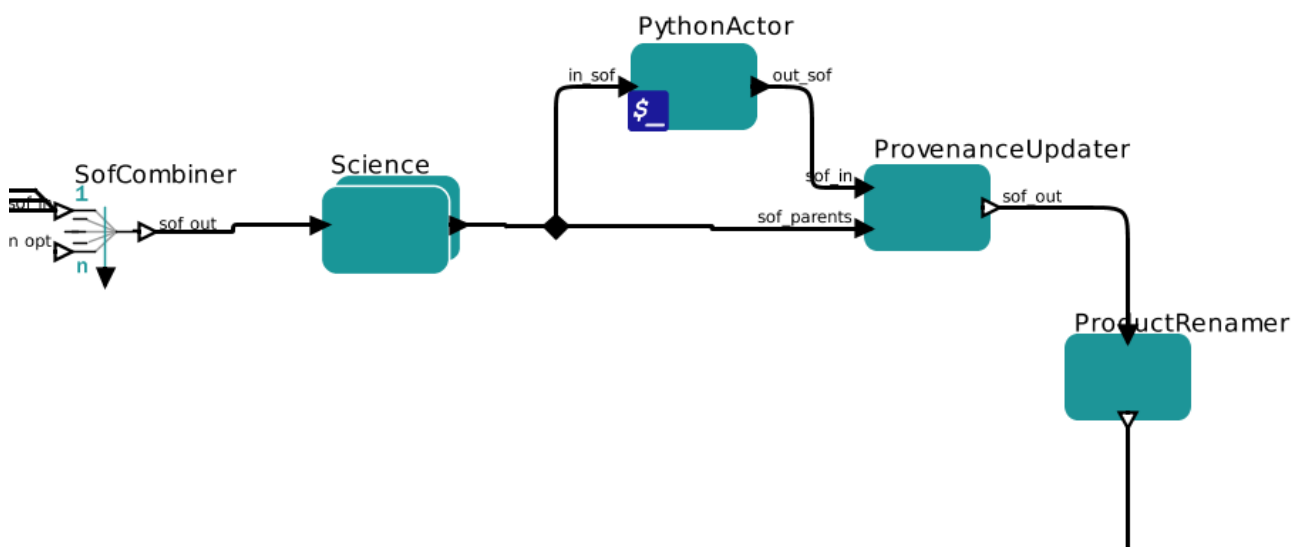 PythonActor
in_sof
out_sof
$_
ProvenanceUpdater
SofCombiner
Science
1
sof_in
sof_out
sof_parents
sof_out
n opt
n
ProductRenamer